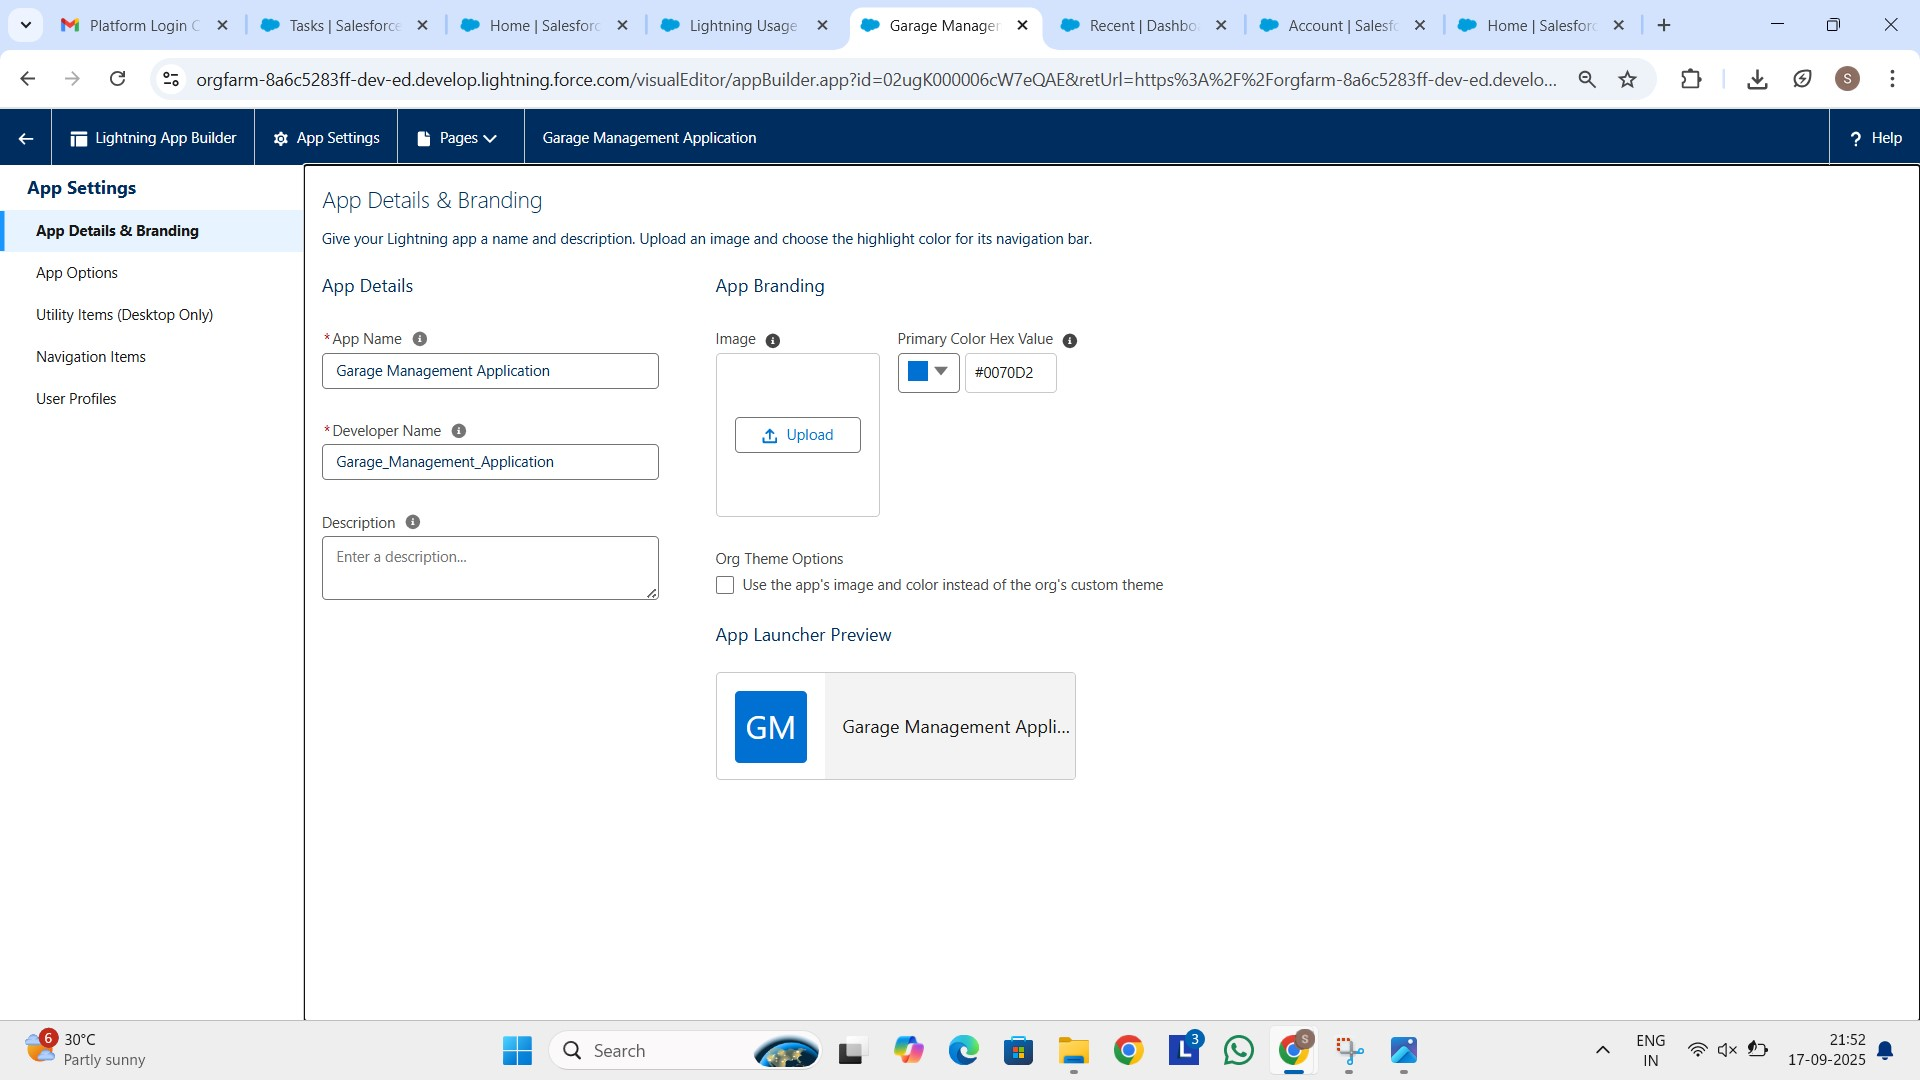 Platform Login C
Tasks | Salesforce
Home | Salesforc
Lightning Usage
Garage Manager
Recent | Dashbo
Account | Salesfo
Home | Salesforc
orgfarm-8a6c5283ff-dev-ed.develop.lightning.force.com/visualEditor/appBuilder.app?id=02ugK000006cW7eQAE&retUrl=https%3A%2F%2Forgfarm-8a6c5283ff-dev-ed.develo...
S
Lightning App Builder
App Settings
Pages
Garage Management Application
? Help
App Settings
App Details & Branding
App Options
Utility Items (Desktop Only)
Navigation Items
User Profiles
App Details & Branding
Give your Lightning app a name and description. Upload an image and choose the highlight color for its navigation bar.
App Details
*App Name
Garage Management Application
*Developer Name
Garage_Management_Application
Description
Enter a description...
App Branding
Image
Primary Color Hex Value
#0070D2
Upload
Org Theme Options
Use the app's image and color instead of the org's custom theme
App Launcher Preview
GM
Garage Management Appli...
6
30°C
Partly sunny
Search
L
3
S
ENG
IN
21:52
17-09-2025